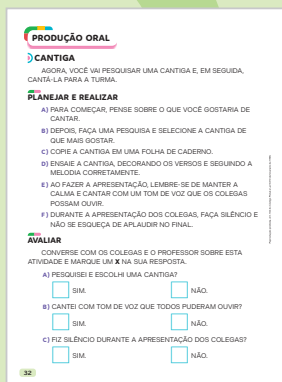 PRODUÇÃO ORAL
CANTIGA
AGORA, VOCÊ VAI PESQUISAR UMA CANTIGA E, EM SEGUIDA,
CANTÁ-LA PARA A TURMA.
PLANEJAR E REALIZAR
A) PARA COMEÇAR, PENSE SOBRE O QUE VOCÊ GOSTARIA DE
CANTAR.
B) DEPOIS, FAÇA UMA PESQUISA E SELECIONE A CANTIGA DE
QUE MAIS GOSTAR.
C) COPIE A CANTIGA EM UMA FOLHA DE CADERNO.
D) ENSAIE A CANTIGA, DECORANDO OS VERSOS E SEGUINDO A
MELODIA CORRETAMENTE.
E) AO FAZER A APRESENTAÇÃO, LEMBRE-SE DE MANTER A
CALMA E CANTAR COM UM TOM DE VOZ QUE OS COLEGAS
POSSAM OUVIR.
F) DURANTE A APRESENTAÇÃO DOS COLEGAS, FAÇA SILÊNCIO E
NÃO SE ESQUEÇA DE APLAUDIR NO FINAL.
AVALIAR
CONVERSE COM OS COLEGAS E O PROFESSOR SOBRE ESTA
ATIVIDADE E MARQUE UM X NA SUA RESPOSTA.
A) PESQUISEI E ESCOLHI UMA CANTIGA?
SIM. NÃO.
B) CANTEI COM TOM DE VOZ QUE TODOS PUDERAM OUVIR?
SIM. NÃO.
C) FIZ SILÊNCIO DURANTE A APRESENTAÇÃO DOS COLEGAS?
SIM. NÃO.
32